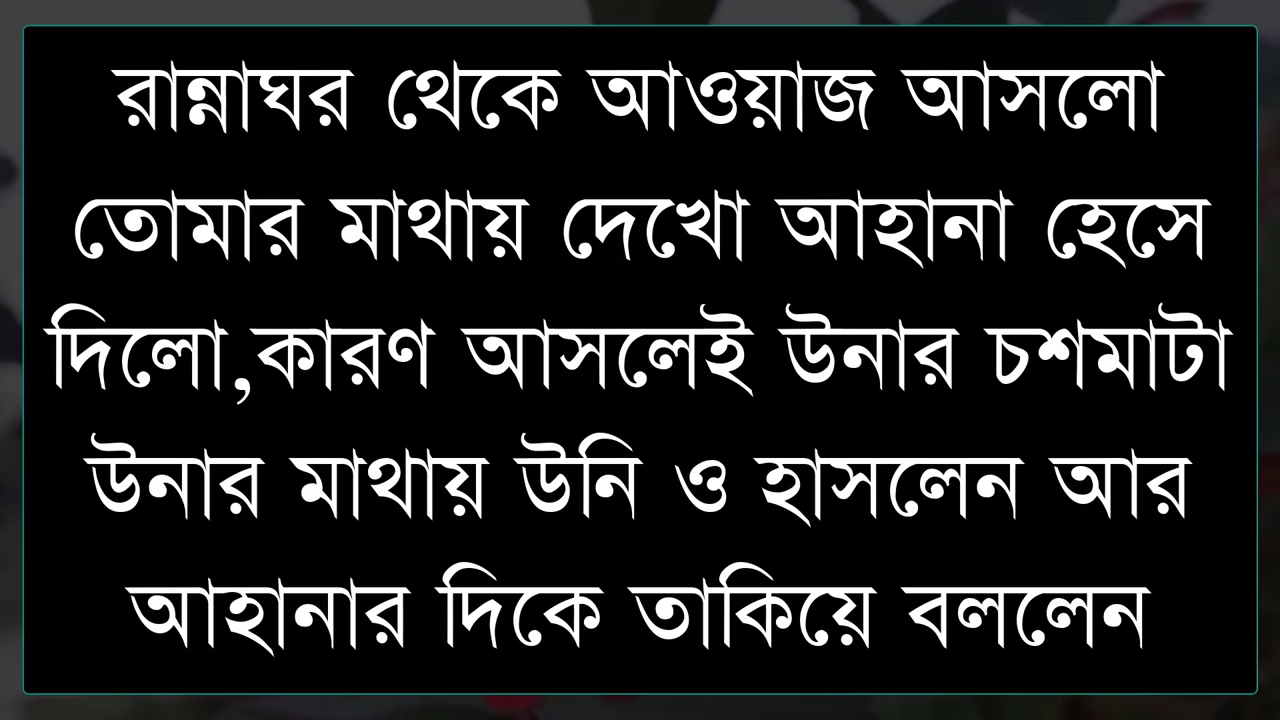 রান্নাঘর থেকে আওয়াজ আসলো
তোমার মাথায় দেখো আহানা হেসে
দিলো,কারণ আসলেই উনার চশমাটা
উনার মাথায় উনি ও হাসলেন আর
আহানার দিকে তাকিয়ে বললেন